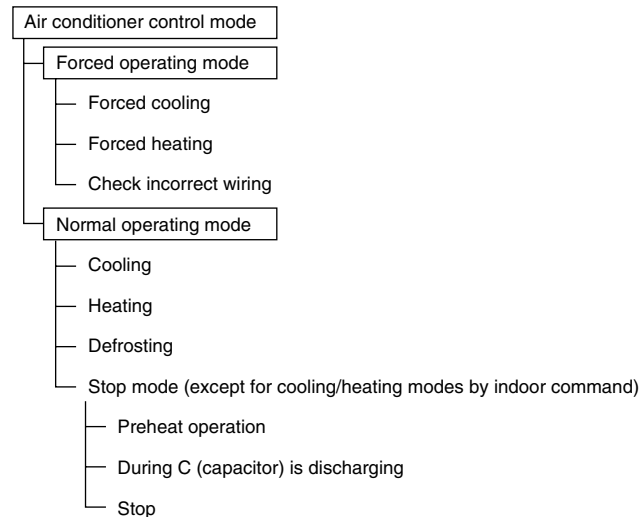 Air conditioner control mode
Forced operating mode
Forced cooling
Forced heating
Check incorrect wiring
Normal operating mode
Cooling
Heating
Defrosting
Stop mode (except for cooling/heating modes by indoor command)
Preheat operation
During C (capacitor) is discharging
Stop